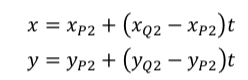 x = x_{P2} + (x_{Q2} − x_{P2})t
y = y_{P2} + (y_{Q2} − y_{P2})t